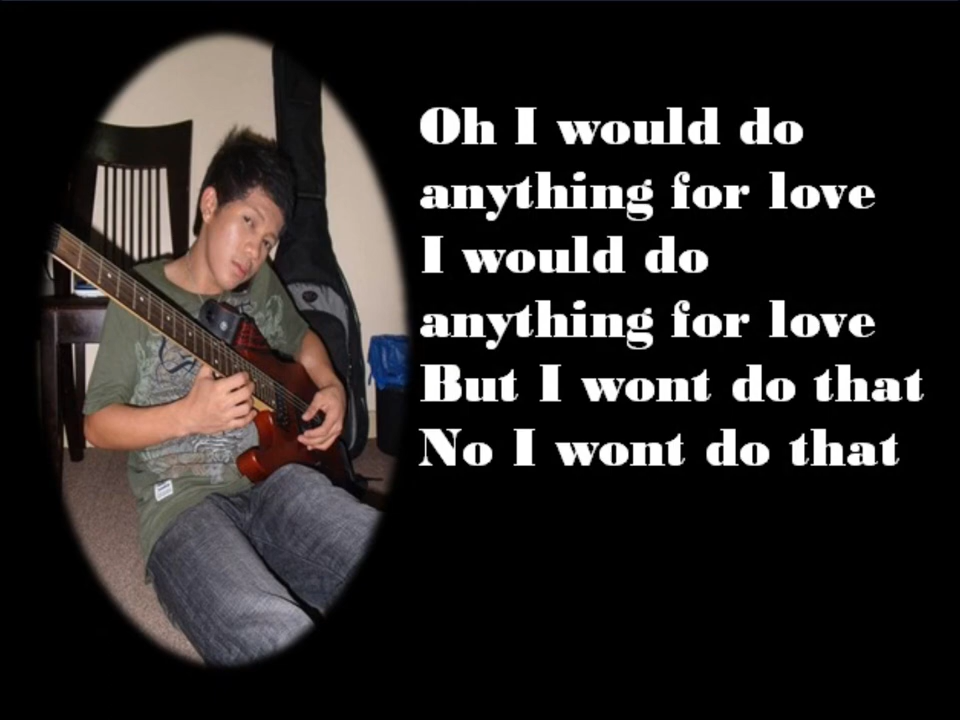 Oh I would do
anything for love
I would do
anything for love
But I wont do that
No I wont do that